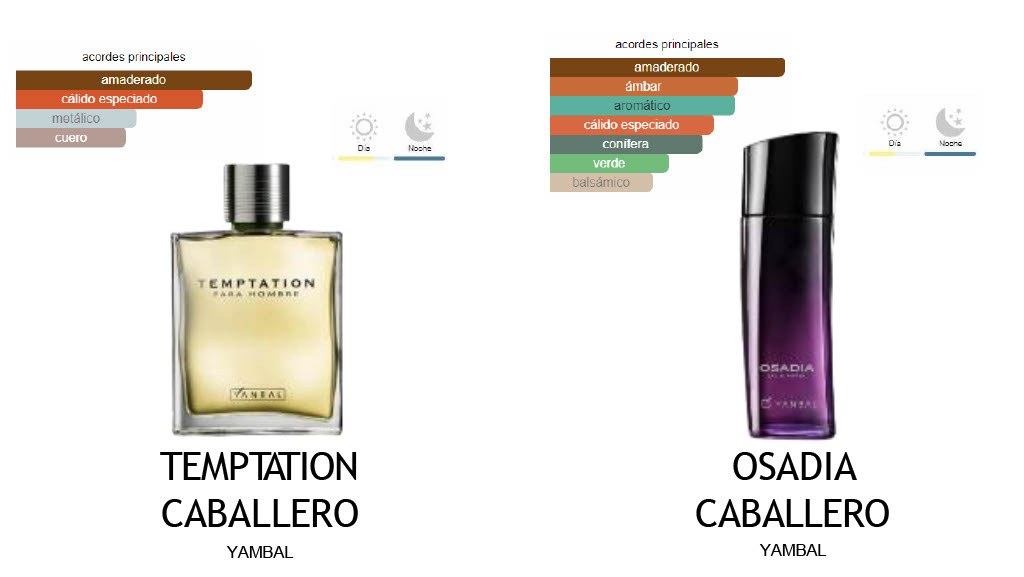 acordes principales
amaderado
cálido especiado
metálico
cuero
Día
Noche
TEMPTATION
PARA HOMBRE
YANBAL
TEMPTATION
CABALLERO
YAMBAL
acordes principales
amaderado
ámbar
aromático
cálido especiado
conífera
verde
balsámico
Día
Noche
OSADIA
YANBAL
OSADIA
CABALLERO
YAMBAL